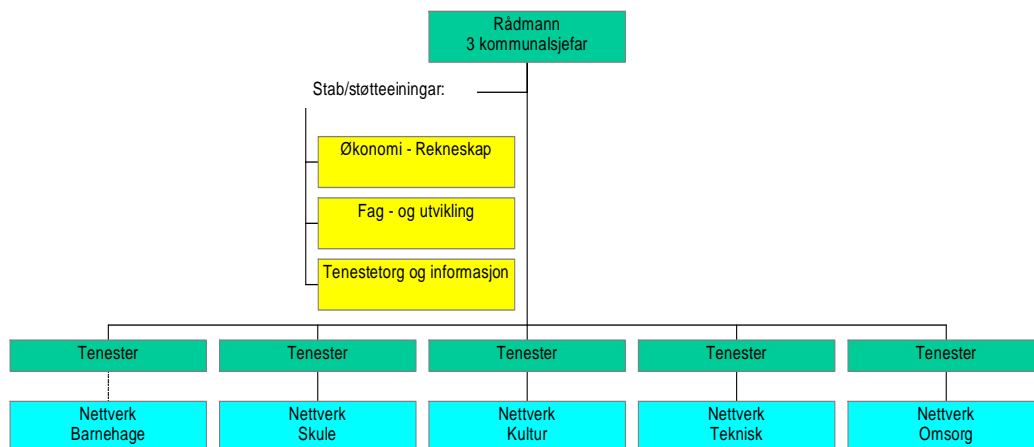 Rådmann
3 kommunalsjefar
Stab/støtteeiningar:
Økonomi - Rekneskap
Fag - og utvikling
Tenestetorg og informasjon
Tenester
Tenester
Tenester
Tenester
Tenester
Nettverk
Barnehage
Nettverk
Skule
Nettverk
Kultur
Nettverk
Teknisk
Nettverk
Omsorg